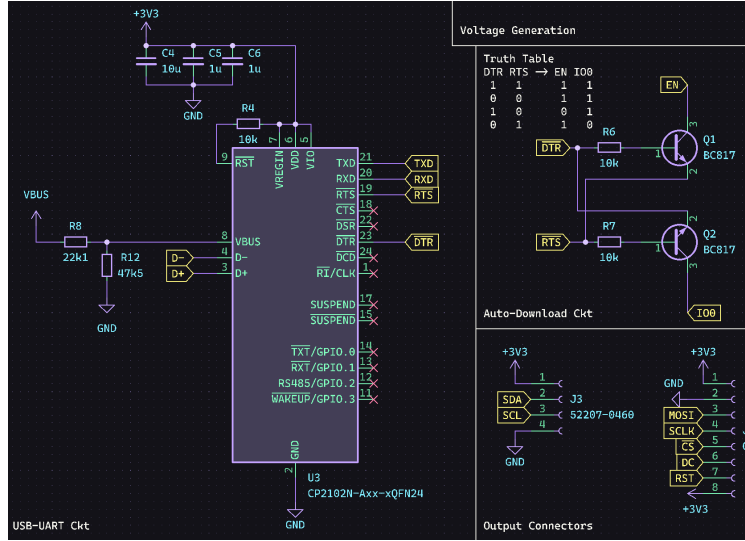 +3V3
C4
10u
C5
1u
C6
1u
GND
R4
10k
9
RST
7
VREGIN
6
VDD
5
VIO
TXD 21 TXD
RXD 20 RXD
RTS 19 RTS
CTS 18
DSR 22
DTR 23 DTR
DCD 24
RI/CLK 1
SUSPEND 17
SUSPEND 15
TXT/GPIO.0 14
RXT/GPIO.1 13
RS485/GPIO.2 12
WAKEUP/GPIO.3 11
VBUS
R8
22k1
R12
47k5
GND
8 VBUS
D- 4 D-
D+ 3 D+
GND
2
U3
CP2102N-Axx-xQFN24
GND
USB-UART Ckt
Voltage Generation
Truth Table
DTR RTS → EN IO0
1 1 1 1
0 0 1 1
1 0 0 1
0 1 1 0
EN
3
DTR
R6
10k
1
Q1
BC817
2
2
RTS
R7
10k
1
Q2
BC817
3
IO0
Auto-Download Ckt
+3V3
1
SDA 2
SCL 3
4
J3
52207-0460
GND
+3V3
1
GND
2
MOSI 3
SCLK 4
CS 5
DC 6
RST 7
8
+3V3
Output Connectors